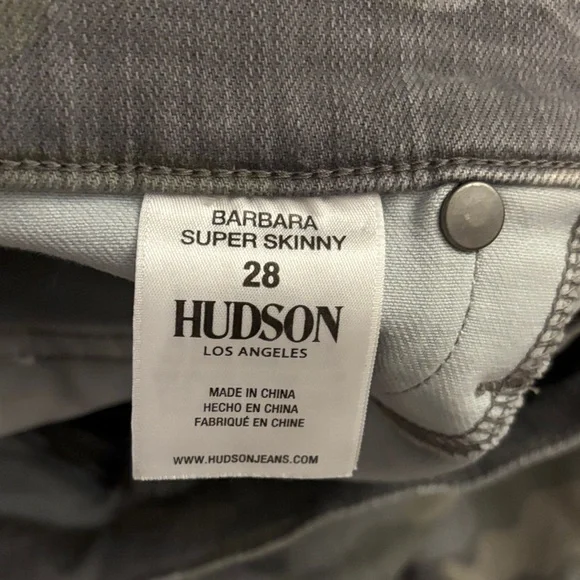 BARBARA
SUPER SKINNY
28
HUDSON
LOS ANGELES
MADE IN CHINA
HECHO EN CHINA
FABRIQUÉ EN CHINE
WWW.HUDSONJEANS.COM